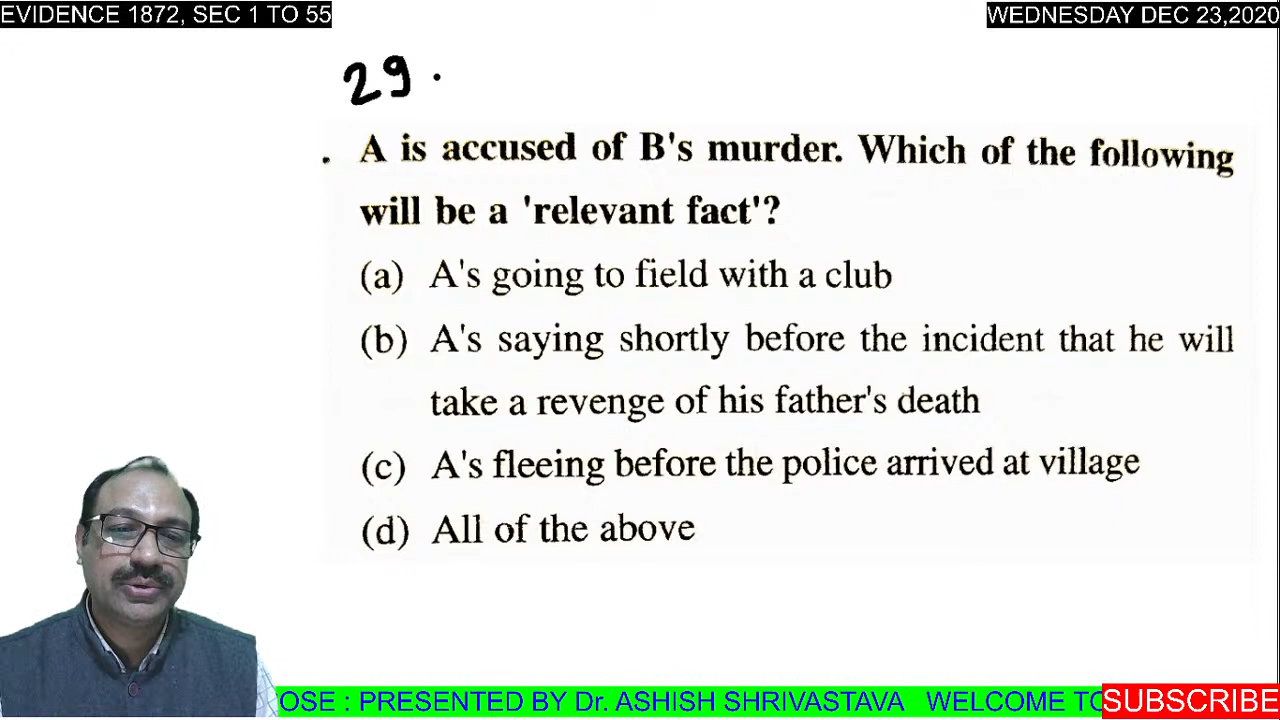 EVIDENCE 1872, SEC 1 TO 55
WEDNESDAY DEC 23,2020
29.
. A is accused of B's murder. Which of the following
will be a 'relevant fact'?
(a) A's going to field with a club
(b) A's saying shortly before the incident that he will
take a revenge of his father's death
(c) A's fleeing before the police arrived at village
(d) All of the above
OSE : PRESENTED BY Dr. ASHISH SHRIVASTAVA WELCOME TO
SUBSCRIBE